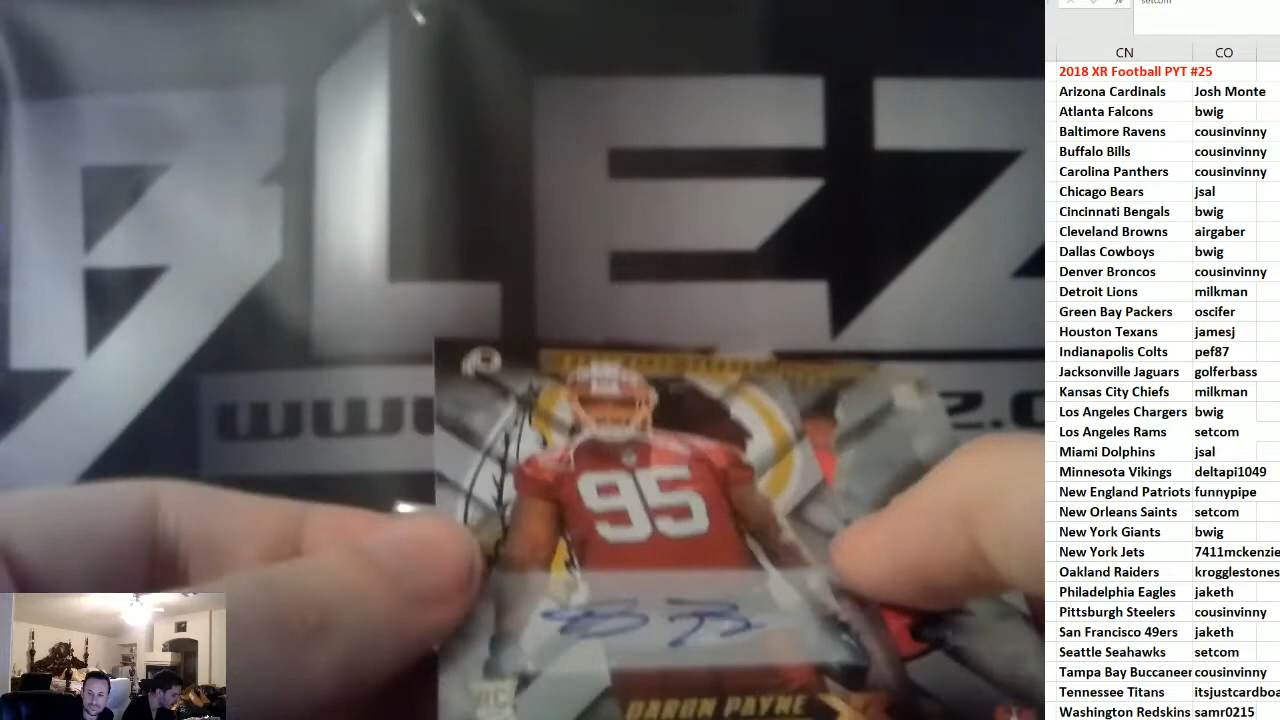 BLEZ
www
z.c
95
RC
DARON PAYNE
setcom
CN CO
2018 XR Football PYT #25
Arizona Cardinals Josh Monte
Atlanta Falcons bwig
Baltimore Ravens cousinvinny
Buffalo Bills cousinvinny
Carolina Panthers cousinvinny
Chicago Bears jsal
Cincinnati Bengals bwig
Cleveland Browns airgaber
Dallas Cowboys bwig
Denver Broncos cousinvinny
Detroit Lions milkman
Green Bay Packers oscifer
Houston Texans jamesj
Indianapolis Colts pef87
Jacksonville Jaguars golferbass
Kansas City Chiefs milkman
Los Angeles Chargers bwig
Los Angeles Rams setcom
Miami Dolphins jsal
Minnesota Vikings deltapi1049
New England Patriots funnypipe
New Orleans Saints setcom
New York Giants bwig
New York Jets 7411mckenzie
Oakland Raiders krogglestones
Philadelphia Eagles jaketh
Pittsburgh Steelers cousinvinny
San Francisco 49ers jaketh
Seattle Seahawks setcom
Tampa Bay Buccaneer cousinvinny
Tennessee Titans itsjustcardboa
Washington Redskins samr0215